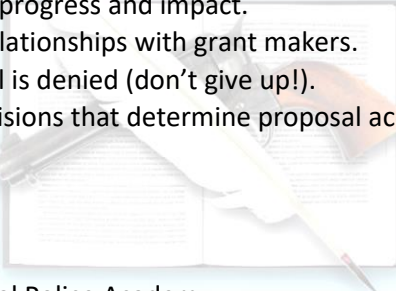 progress and impact.
lationships with grant makers.
is denied (don't give up!).
isions that determine proposal ac
Police Academ